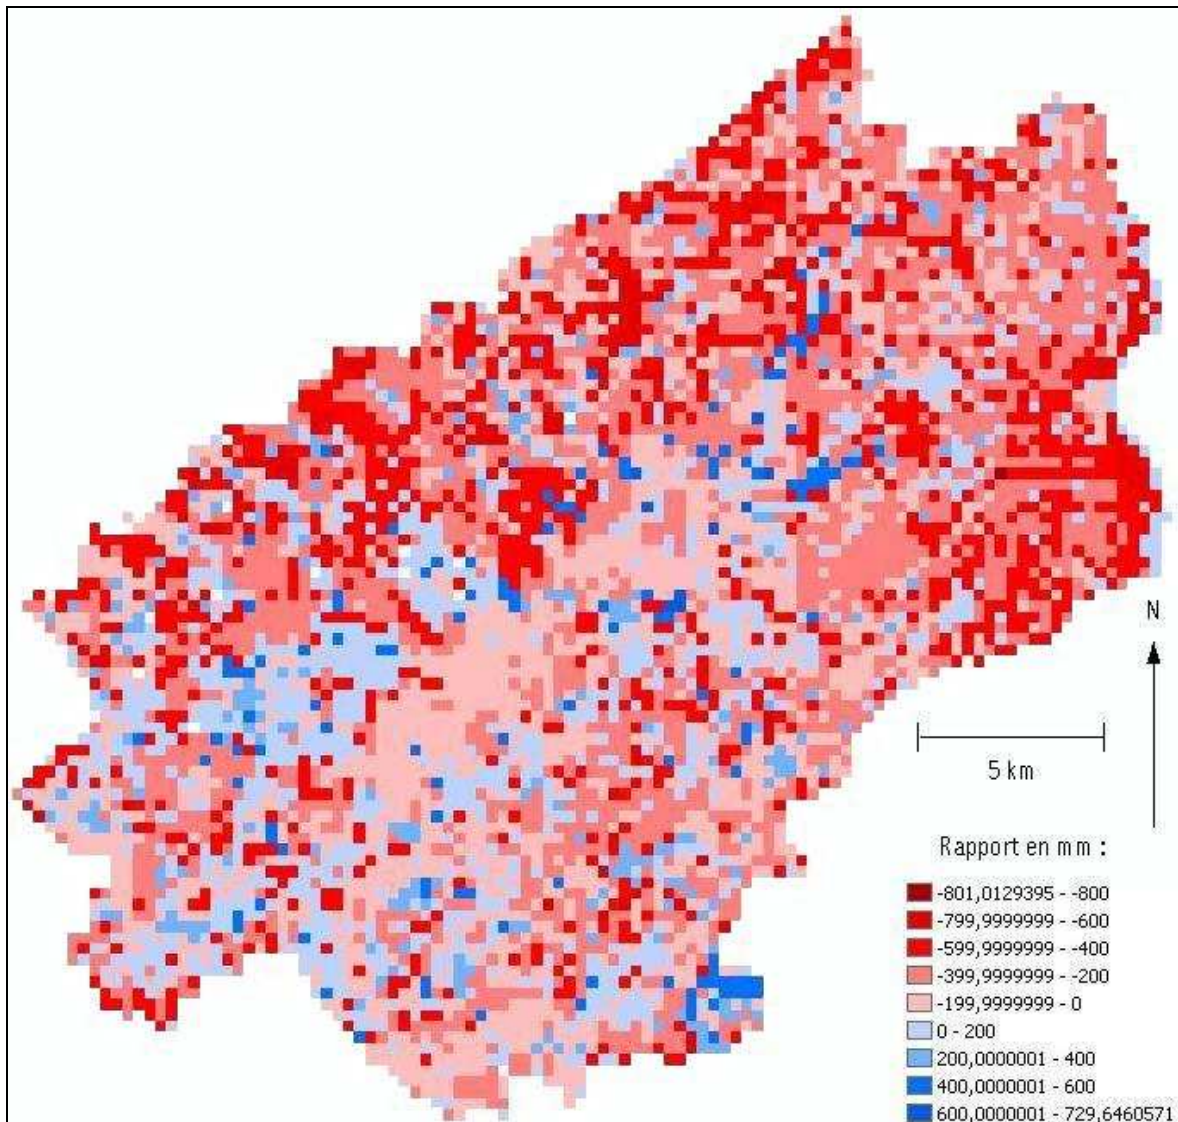 N
5 km
Rapport en mm :
-801,0129395 - -800
-799,9999999 - -600
-599,9999999 - -400
-399,9999999 - -200
-199,9999999 - 0
0 - 200
200,0000001 - 400
400,0000001 - 600
600,0000001 - 729,6460571